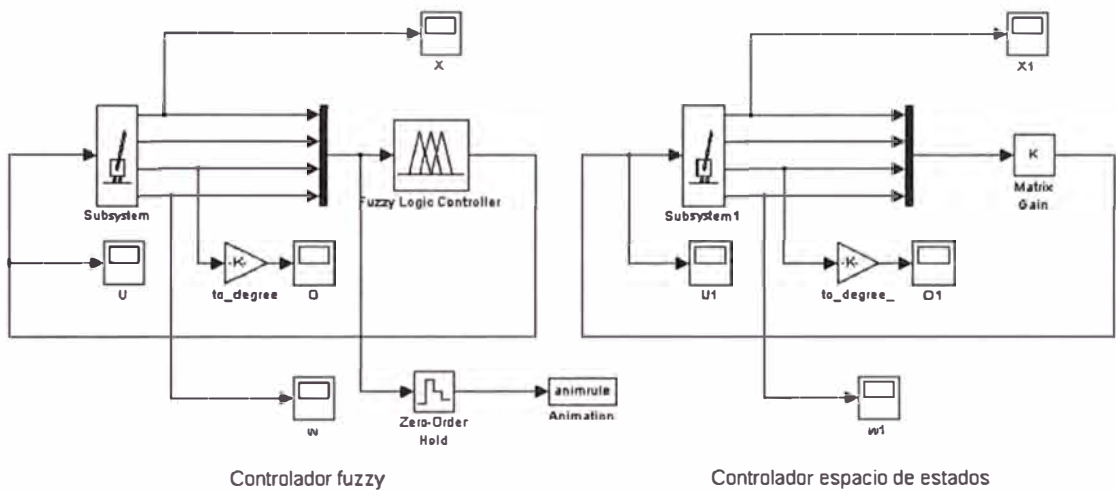 X
X1
K
Subsystem
Fuzzy Logic Controller
Subsystem1
Matrix
Gain
-K-
-K-
U
to_degree
O
U1
to_degree_
O1
animrule
w
Zero-Order
Hold
Animation
w1
Controlador fuzzy
Controlador espacio de estados